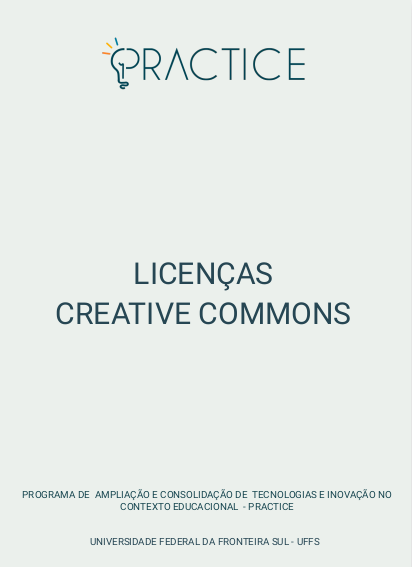 PRACTICE
LICENÇAS
CREATIVE COMMONS
PROGRAMA DE AMPLIAÇÃO E CONSOLIDAÇÃO DE TECNOLOGIAS E INOVAÇÃO NO
CONTEXTO EDUCACIONAL - PRACTICE
UNIVERSIDADE FEDERAL DA FRONTEIRA SUL - UFFS